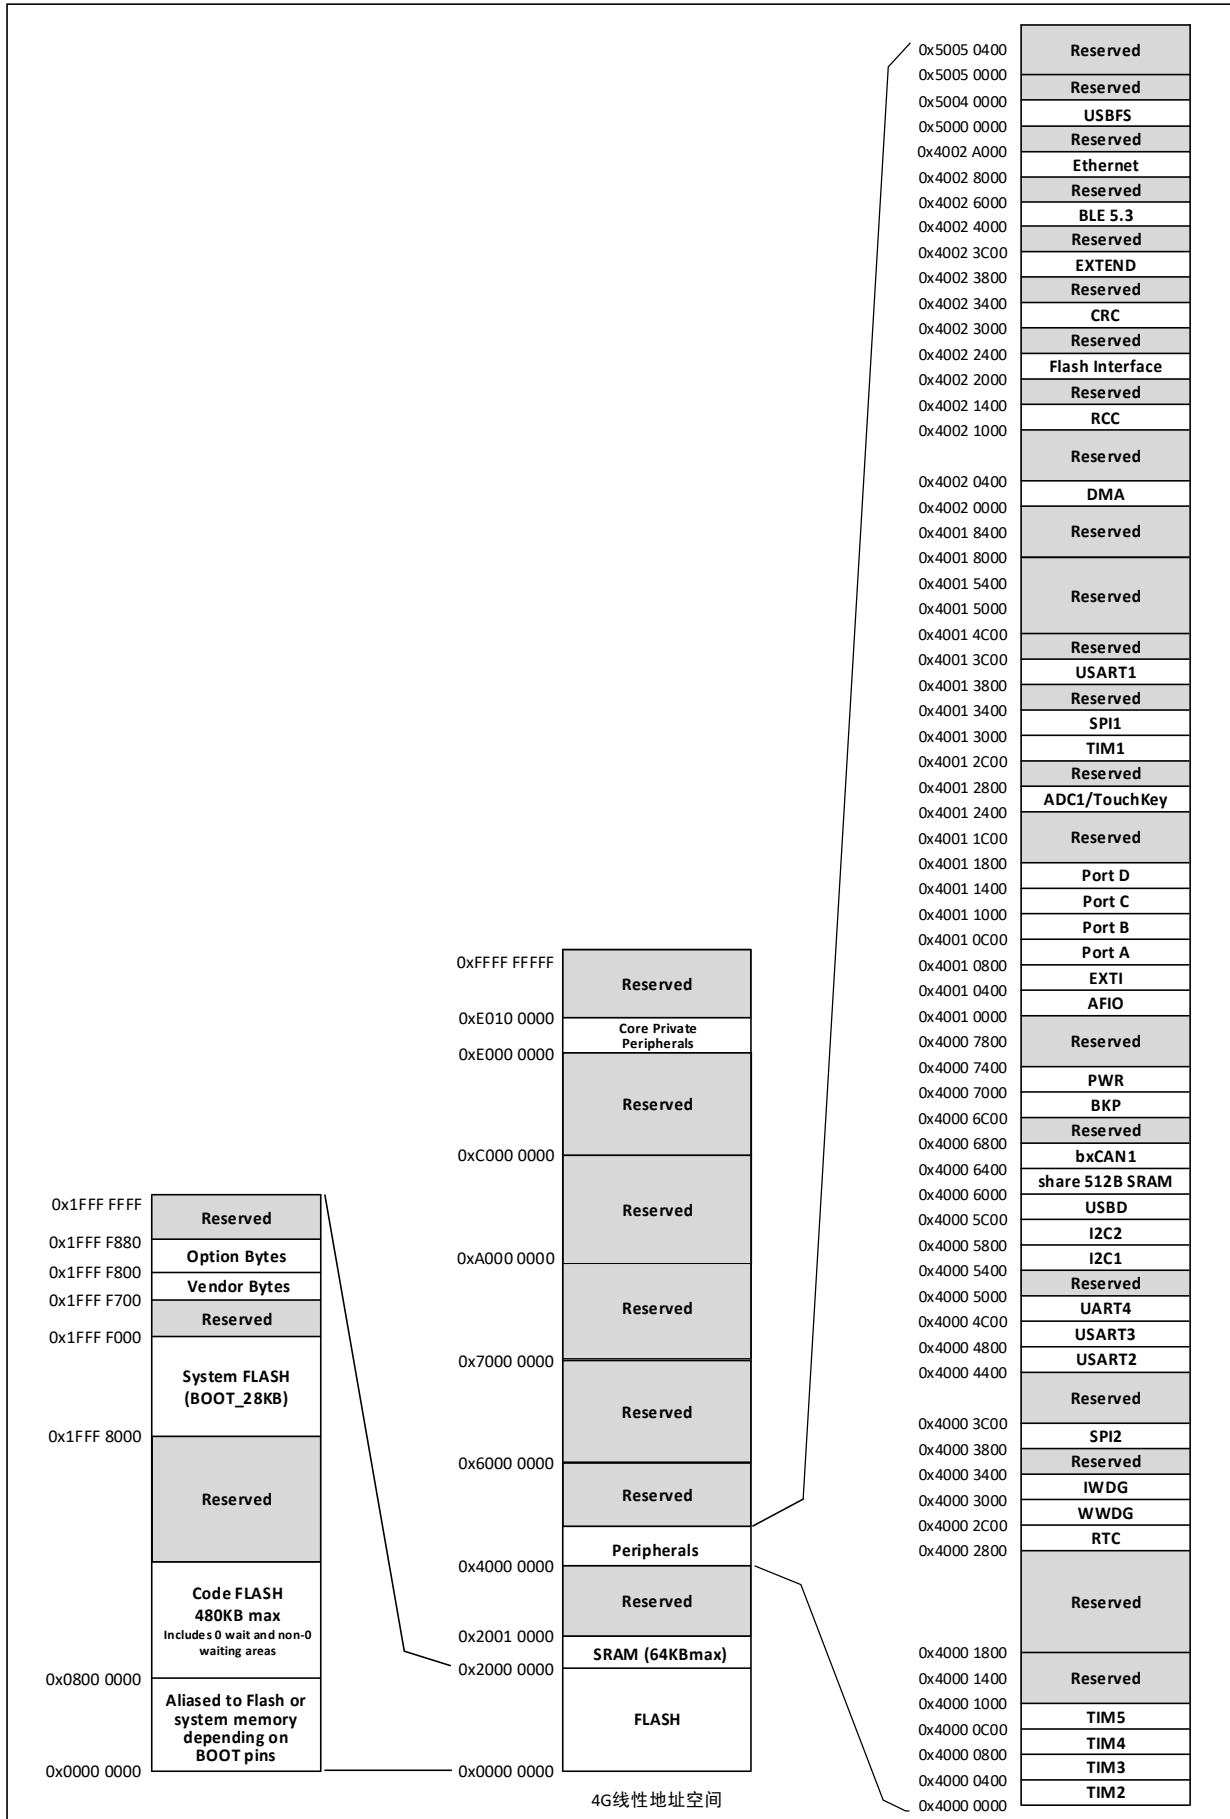 0x5005 0400
Reserved
0x5005 0000
Reserved
0x5004 0000
USBFS
0x5000 0000
Reserved
0x4002 A000
Ethernet
0x4002 8000
Reserved
0x4002 6000
BLE 5.3
0x4002 4000
Reserved
0x4002 3C00
EXTEND
0x4002 3800
Reserved
0x4002 3400
CRC
0x4002 3000
Reserved
0x4002 2400
Flash Interface
0x4002 2000
Reserved
0x4002 1400
RCC
0x4002 1000
Reserved
0x4002 0400
DMA
0x4002 0000
Reserved
0x4001 8400
0x4001 8000
0x4001 5400
Reserved
0x4001 5000
0x4001 4C00
Reserved
0x4001 3C00
USART1
0x4001 3800
Reserved
0x4001 3400
SPI1
0x4001 3000
TIM1
0x4001 2C00
Reserved
0x4001 2800
ADC1/TouchKey
0x4001 2400
Reserved
0x4001 1C00
0x4001 1800
Port D
0x4001 1400
Port C
0x4001 1000
Port B
0x4001 0C00
Port A
0x4001 0800
EXTI
0x4001 0400
AFIO
0x4001 0000
Reserved
0x4000 7800
0x4000 7400
PWR
0x4000 7000
BKP
0x4000 6C00
Reserved
0x4000 6800
bxCAN1
0x4000 6400
share 512B SRAM
0x4000 6000
USBD
0x4000 5C00
I2C2
0x4000 5800
I2C1
0x4000 5400
Reserved
0x4000 5000
UART4
0x4000 4C00
USART3
0x4000 4800
USART2
0x4000 4400
Reserved
0x4000 3C00
SPI2
0x4000 3800
Reserved
0x4000 3400
IWDG
0x4000 3000
WWDG
0x4000 2C00
RTC
0x4000 2800
Reserved
0x4000 1800
Reserved
0x4000 1400
0x4000 1000
TIM5
0x4000 0C00
TIM4
0x4000 0800
TIM3
0x4000 0400
TIM2
0x4000 0000
0xFFFF FFFFF
Reserved
0xE010 0000
Core Private
Peripherals
0xE000 0000
Reserved
0xC000 0000
Reserved
0xA000 0000
Reserved
0x7000 0000
Reserved
0x6000 0000
Reserved
Peripherals
0x4000 0000
Reserved
0x2001 0000
SRAM (64KBmax)
0x2000 0000
FLASH
0x0000 0000
4G线性地址空间
0x1FFF FFFF
Reserved
0x1FFF F880
Option Bytes
0x1FFF F800
Vendor Bytes
0x1FFF F700
Reserved
0x1FFF F000
System FLASH
(BOOT_28KB)
0x1FFF 8000
Reserved
Code FLASH
480KB max
Includes 0 wait and non-0
waiting areas
0x0800 0000
Aliased to Flash or
system memory
depending on
BOOT pins
0x0000 0000